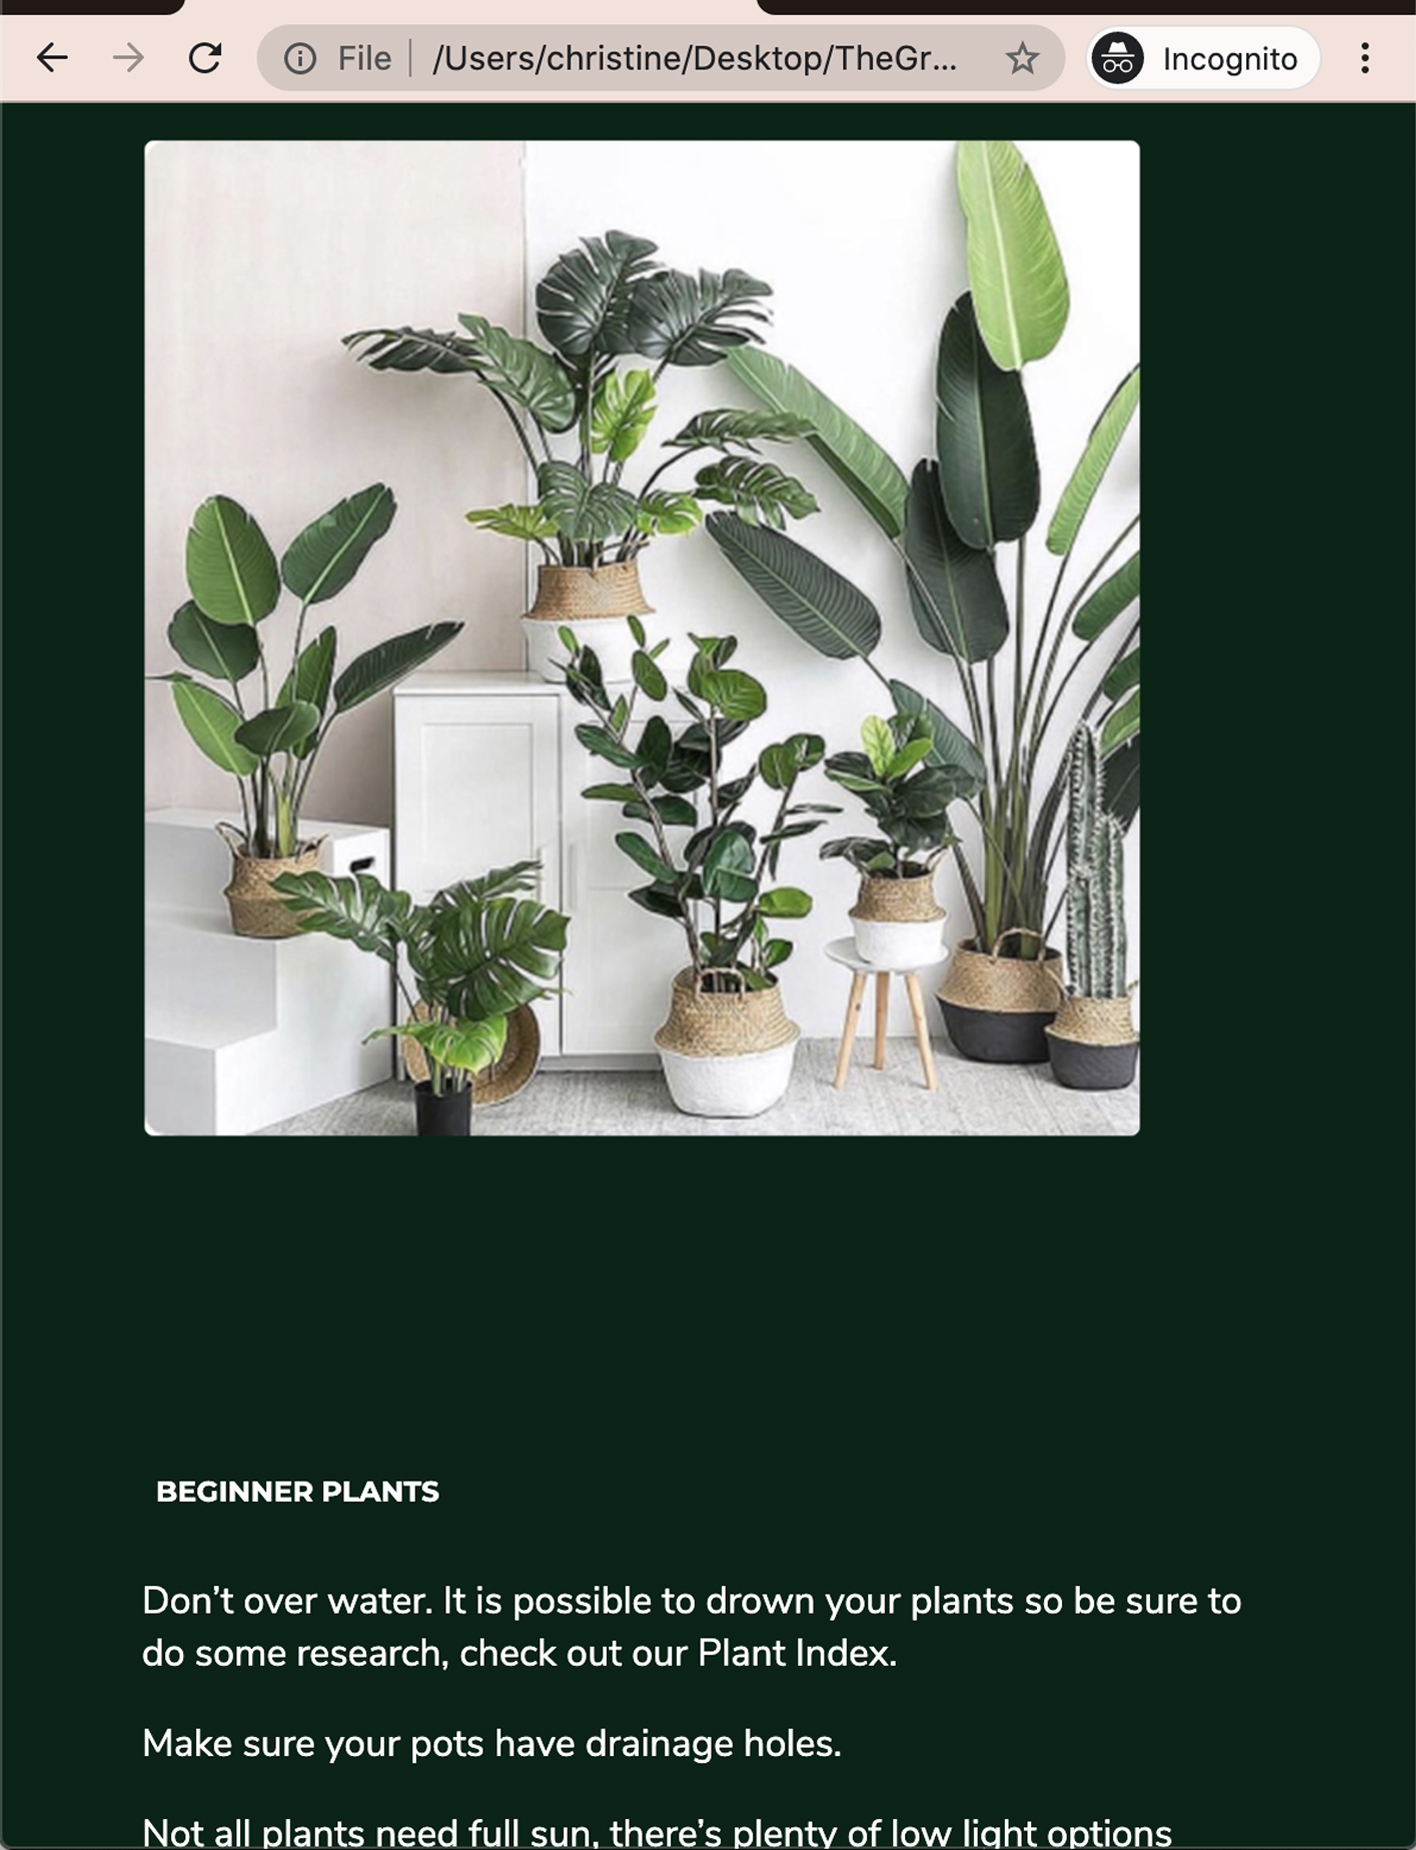 File | /Users/christine/Desktop/TheGr... Incognito
BEGINNER PLANTS
Don’t over water. It is possible to drown your plants so be sure to
do some research, check out our Plant Index.
Make sure your pots have drainage holes.
Not all plants need full sun, there’s plenty of low light options